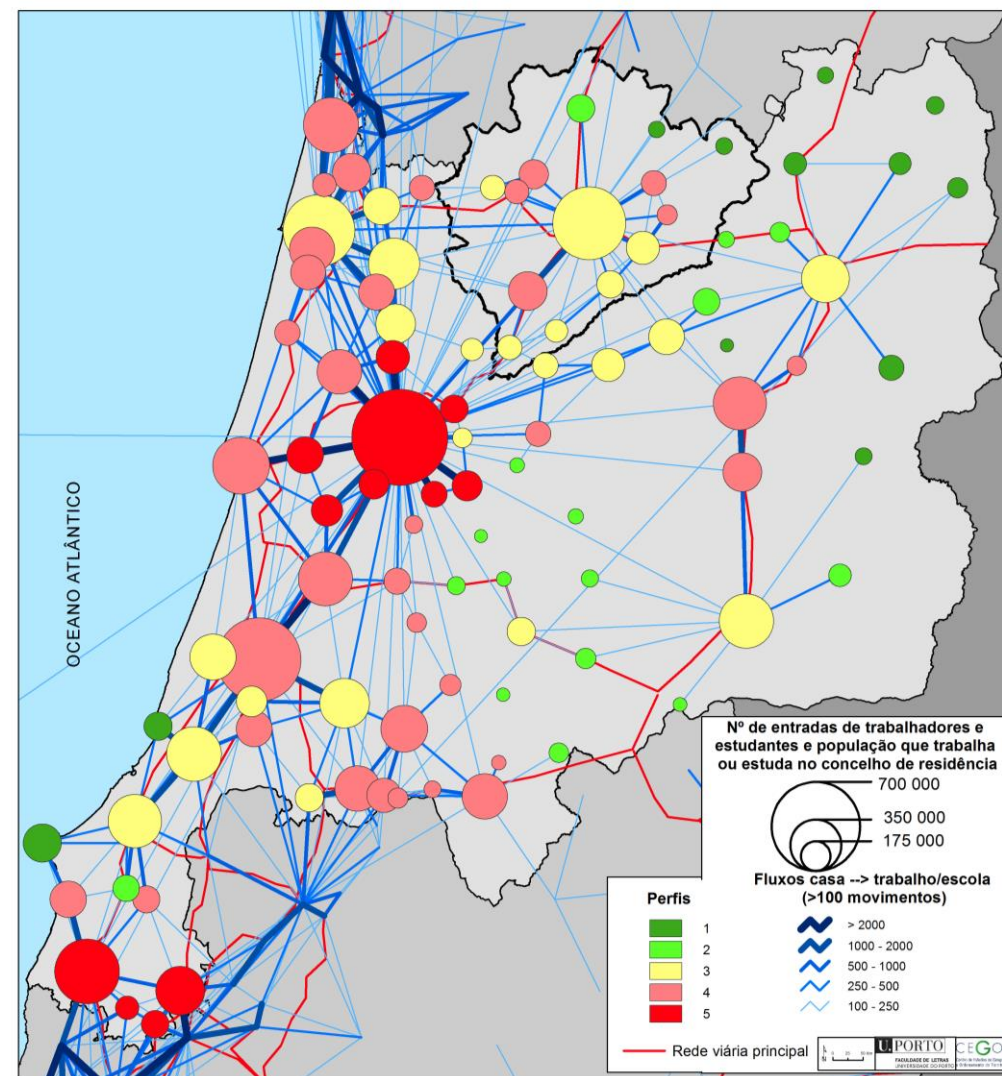 OCEANO ATLÂNTICO
Nº de entradas de trabalhadores e
estudantes e população que trabalha
ou estuda no concelho de residência
700 000
350 000
175 000
Fluxos casa --> trabalho/escola
(>100 movimentos)
> 2000
1000 - 2000
500 - 1000
250 - 500
100 - 250
Perfis
1
2
3
4
5
Rede viária principal
U.PORTO
FACULDADE DE LETRAS
UNIVERSIDADE DO PORTO
CEGO